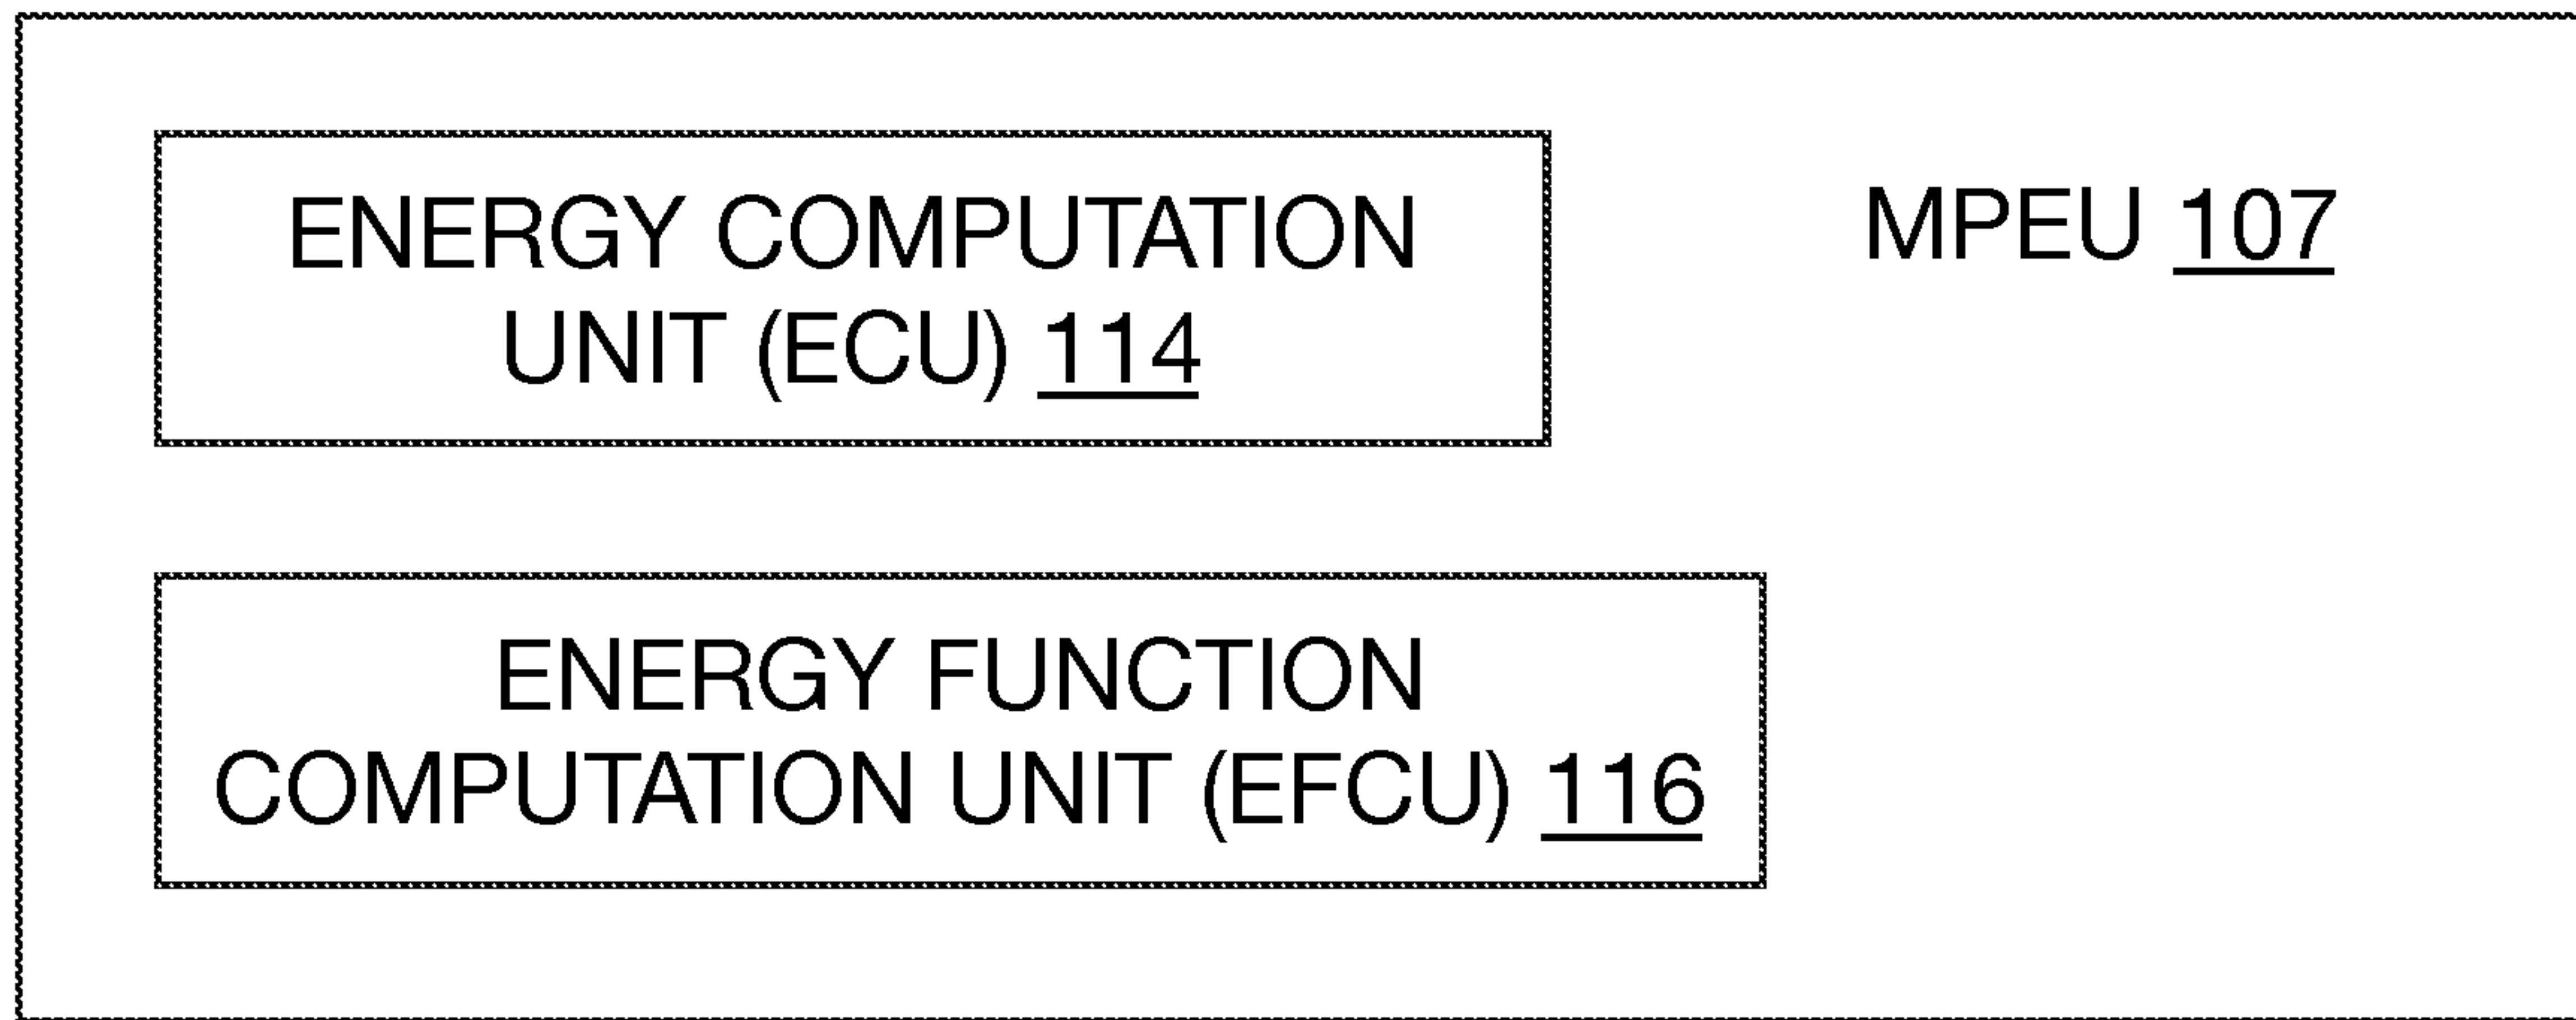 ENERGY COMPUTATION
UNIT (ECU) 114
MPEU 107
ENERGY FUNCTION
COMPUTATION UNIT (EFCU) 116